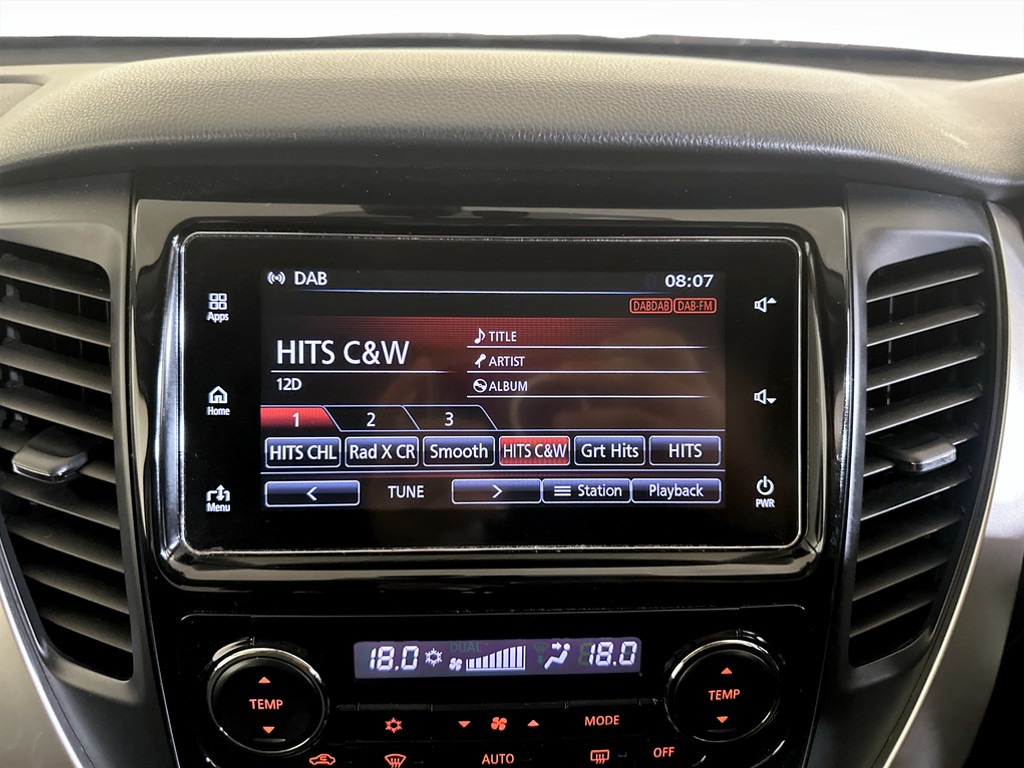 DAB 08:07
DABDAB DAB-FM
Apps
TITLE
HITS C&W
ARTIST
12D
ALBUM
Home
1 2 3
HITS CHL Rad X CR Smooth HITS C&W Grt Hits HITS
< TUNE > Station Playback
Menu
PWR
DUAL
18.0 18.0
TEMP TEMP
MODE
AUTO OFF